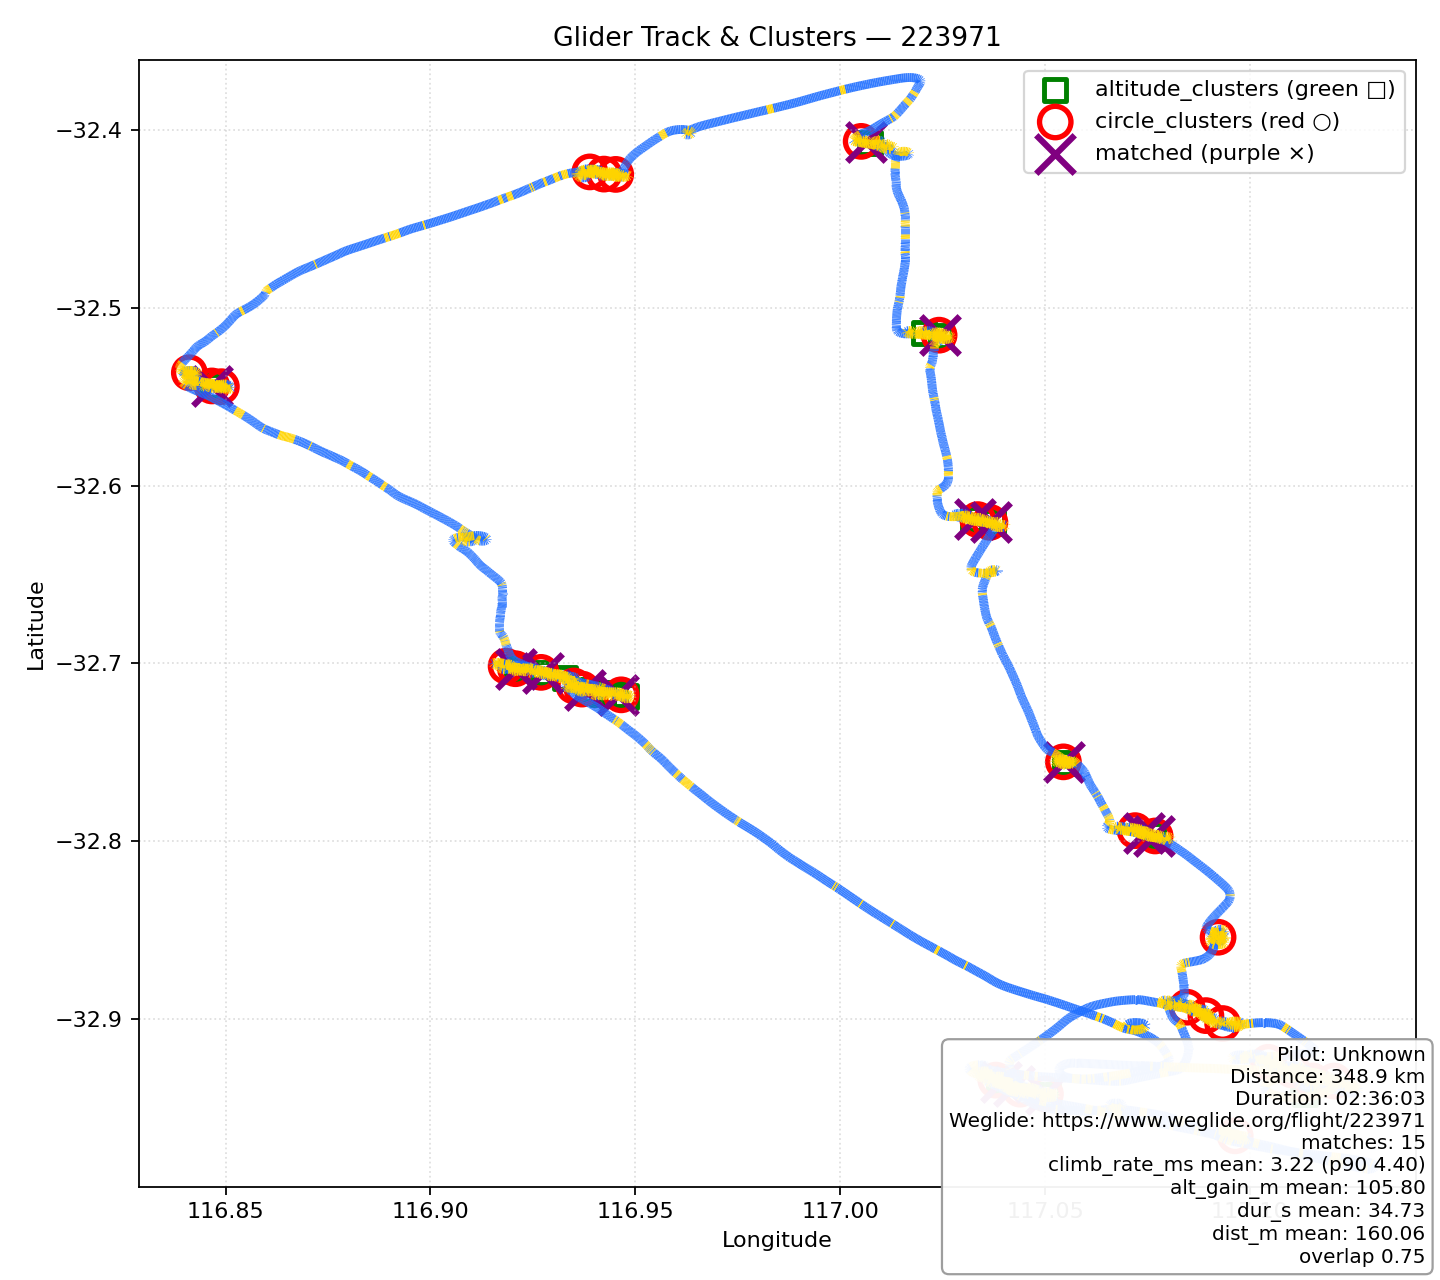 Glider Track & Clusters — 223971
altitude_clusters (green □)
circle_clusters (red ○)
matched (purple ×)
Latitude
−32.4
−32.5
−32.6
−32.7
−32.8
−32.9
116.85
116.90
116.95
117.00
117.05
Longitude
Pilot: Unknown
Distance: 348.9 km
Duration: 02:36:03
Weglide: https://www.weglide.org/flight/223971
matches: 15
climb_rate_ms mean: 3.22 (p90 4.40)
alt_gain_m mean: 105.80
dur_s mean: 34.73
dist_m mean: 160.06
overlap 0.75